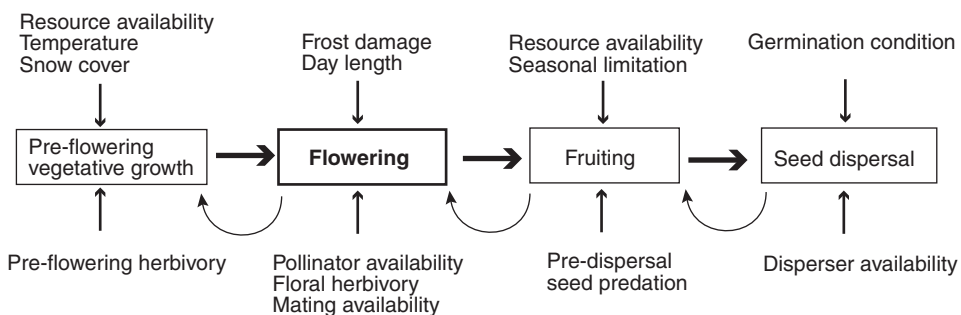 Resource availability
Temperature
Snow cover
Frost damage
Day length
Resource availability
Seasonal limitation
Germination condition
Pre-flowering
vegetative growth
Flowering
Fruiting
Seed dispersal
Pre-flowering herbivory
Pollinator availability
Floral herbivory
Mating availability
Pre-dispersal
seed predation
Disperser availability